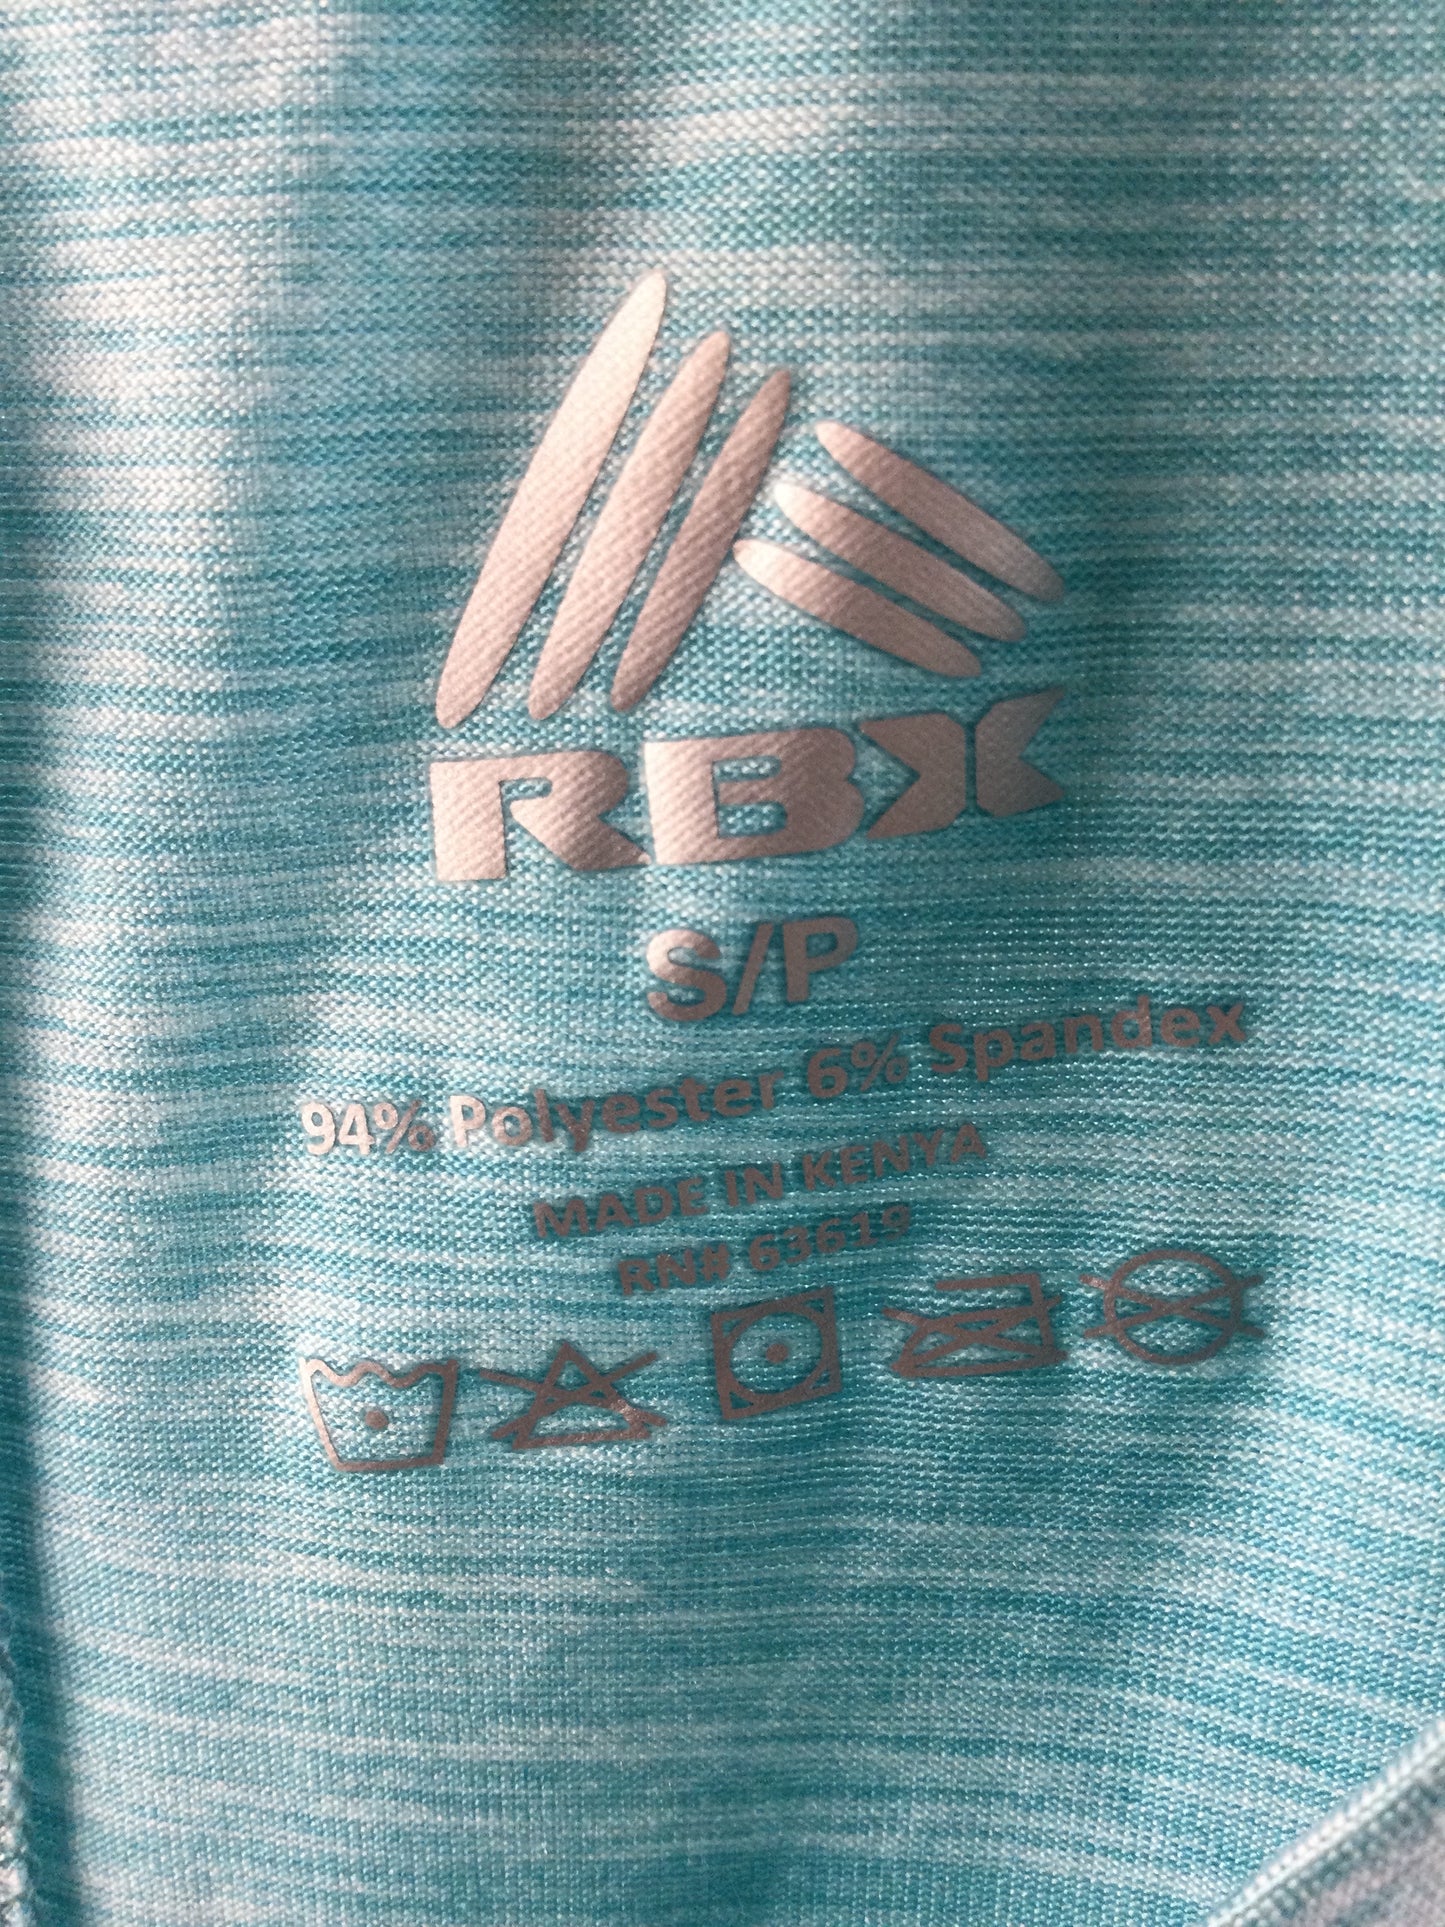 RBX
S/P
94% Polyester 6% Spandex
MADE IN KENYA
RN# 63619